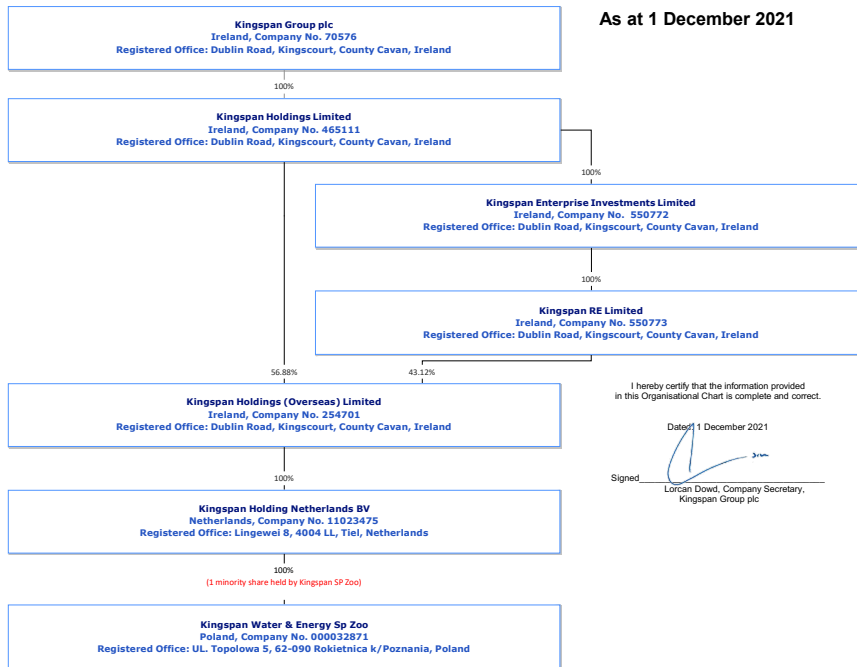 As at 1 December 2021
Kingspan Group plc
Ireland, Company No. 70576
Registered Office: Dublin Road, Kingscourt, County Cavan, Ireland
100%
Kingspan Holdings Limited
Ireland, Company No. 465111
Registered Office: Dublin Road, Kingscourt, County Cavan, Ireland
100%
Kingspan Enterprise Investments Limited
Ireland, Company No. 550772
Registered Office: Dublin Road, Kingscourt, County Cavan, Ireland
100%
Kingspan RE Limited
Ireland, Company No. 550773
Registered Office: Dublin Road, Kingscourt, County Cavan, Ireland
56.88%
43.12%
Kingspan Holdings (Overseas) Limited
Ireland, Company No. 254701
Registered Office: Dublin Road, Kingscourt, County Cavan, Ireland
I hereby certify that the information provided
in this Organisational Chart is complete and correct.
Dated 1 December 2021
Signed
Lorcan Dowd, Company Secretary,
Kingspan Group plc
100%
Kingspan Holding Netherlands BV
Netherlands, Company No. 11023475
Registered Office: Lingewei 8, 4004 LL, Tiel, Netherlands
100%
(1 minority share held by Kingspan SP Zoo)
Kingspan Water & Energy Sp Zoo
Poland, Company No. 000032871
Registered Office: UL. Topolowa 5, 62-090 Rokietnica k/Poznania, Poland